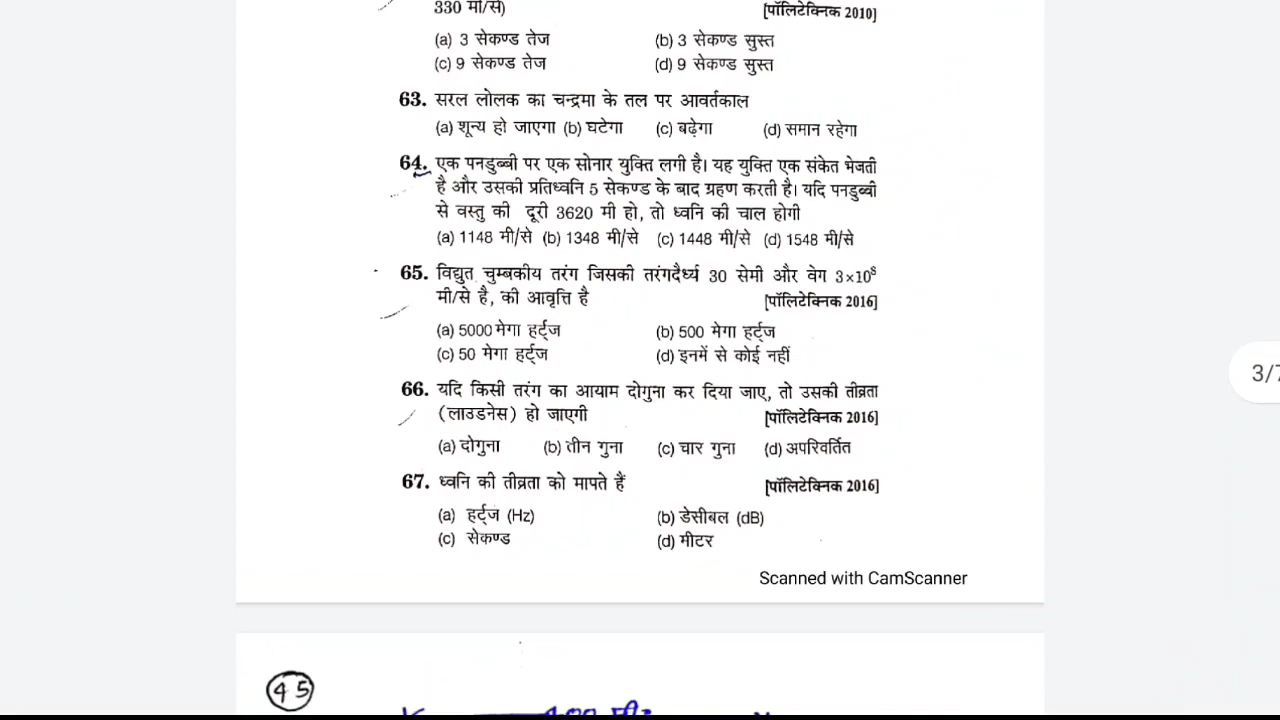 330 मी/से)
[पॉलिटेक्निक 2010]
(a) 3 सेकण्ड तेज (b) 3 सेकण्ड सुस्त
(c) 9 सेकण्ड तेज (d) 9 सेकण्ड सुस्त
63. सरल लोलक का चन्द्रमा के तल पर आवर्तकाल
(a) शून्य हो जाएगा (b) घटेगा (c) बढ़ेगा (d) समान रहेगा
64. एक पनडुब्बी पर एक सोनार युक्ति लगी है। यह युक्ति एक संकेत भेजती
है और उसकी प्रतिध्वनि 5 सेकण्ड के बाद ग्रहण करती है। यदि पनडुब्बी
से वस्तु की दूरी 3620 मी हो, तो ध्वनि की चाल होगी
(a) 1148 मी/से (b) 1348 मी/से (c) 1448 मी/से (d) 1548 मी/से
65. विद्युत चुम्बकीय तरंग जिसकी तरंगदैर्ध्य 30 सेमी और वेग 3×10⁸
मी/से है, की आवृत्ति है [पॉलिटेक्निक 2016]
(a) 5000 मेगा हर्ट्ज (b) 500 मेगा हर्ट्ज
(c) 50 मेगा हर्ट्ज (d) इनमें से कोई नहीं
3/7
66. यदि किसी तरंग का आयाम दोगुना कर दिया जाए, तो उसकी तीव्रता
(लाउडनेस) हो जाएगी [पॉलिटेक्निक 2016]
(a) दोगुना (b) तीन गुना (c) चार गुना (d) अपरिवर्तित
67. ध्वनि की तीव्रता को मापते हैं [पॉलिटेक्निक 2016]
(a) हर्ट्ज (Hz) (b) डेसीबल (dB)
(c) सेकण्ड (d) मीटर
Scanned with CamScanner
45